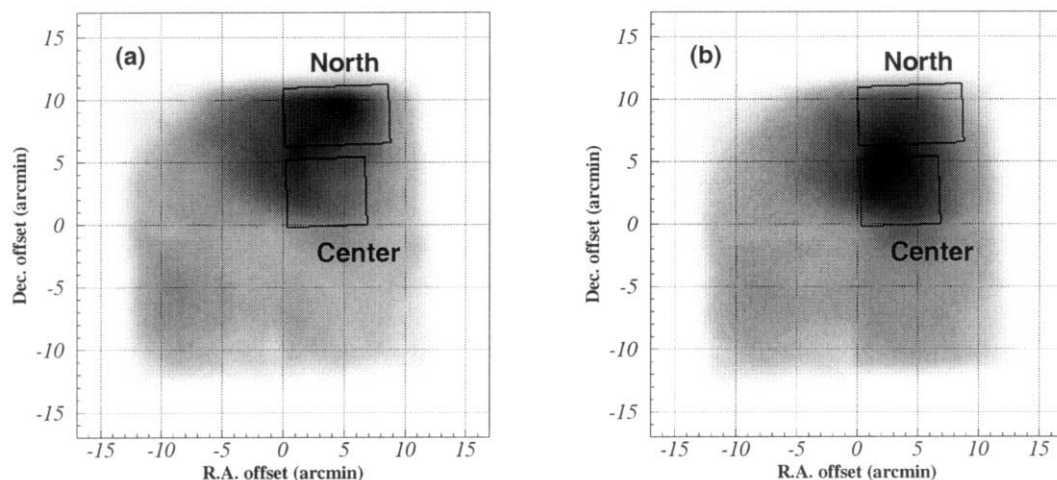 (a)
North
Center
15
10
5
0
-5
-10
-15
Dec. offset (arcmin)
-15 -10 -5 0 5 10 15
R.A. offset (arcmin)
(b)
North
Center
15
10
5
0
-5
-10
-15
Dec. offset (arcmin)
-15 -10 -5 0 5 10 15
R.A. offset (arcmin)